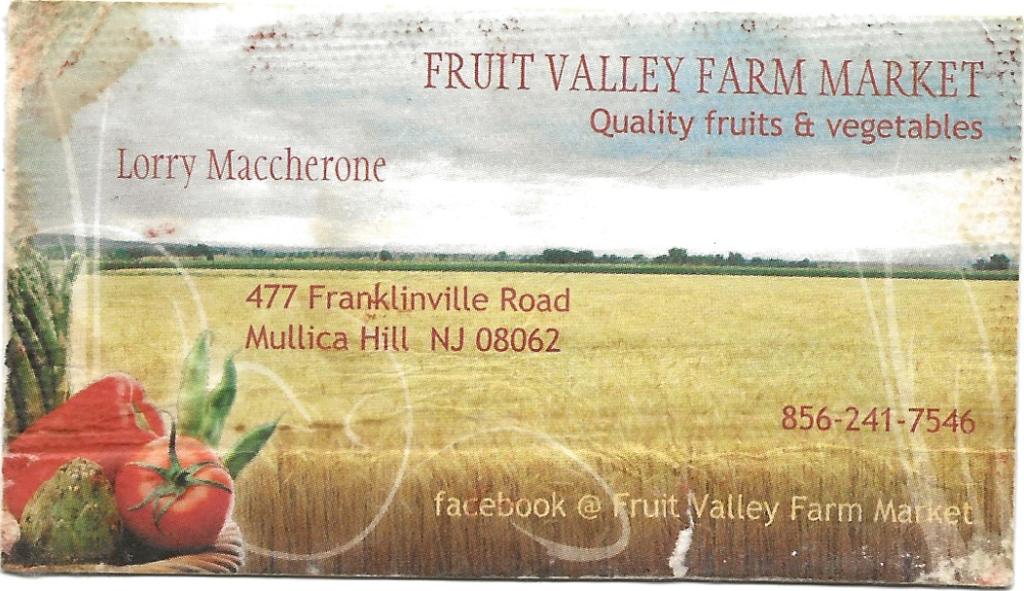 FRUIT VALLEY FARM MARKET
Quality fruits & vegetables
Lorry Maccherone
477 Franklinville Road
Mullica Hill NJ 08062
856-241-7546
facebook @ Fruit Valley Farm Market